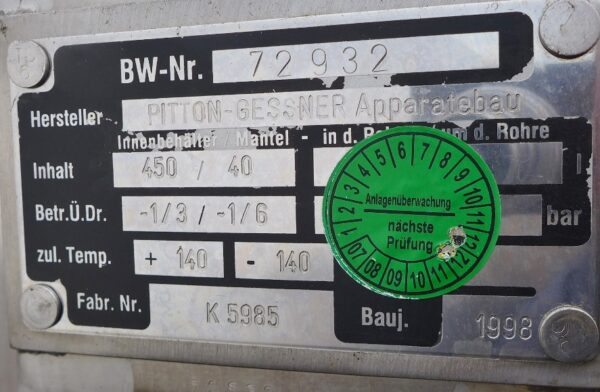 BW-Nr. 72932
Hersteller PITTON-GESSNER Apparatebau
Innenbehälter / Mantel - in d. um d. Rohre
Inhalt 450 / 40 l
Betr.Ü.Dr. -1/3 / -1/6 bar
zul. Temp. + 140 - 140
Fabr. Nr. K 5985 Bauj. 1998
1 2 3 4 5 6 7 8 9 10 11 12
Anlagenüberwachung
nächste
Prüfung
07 08 09 10 11 12